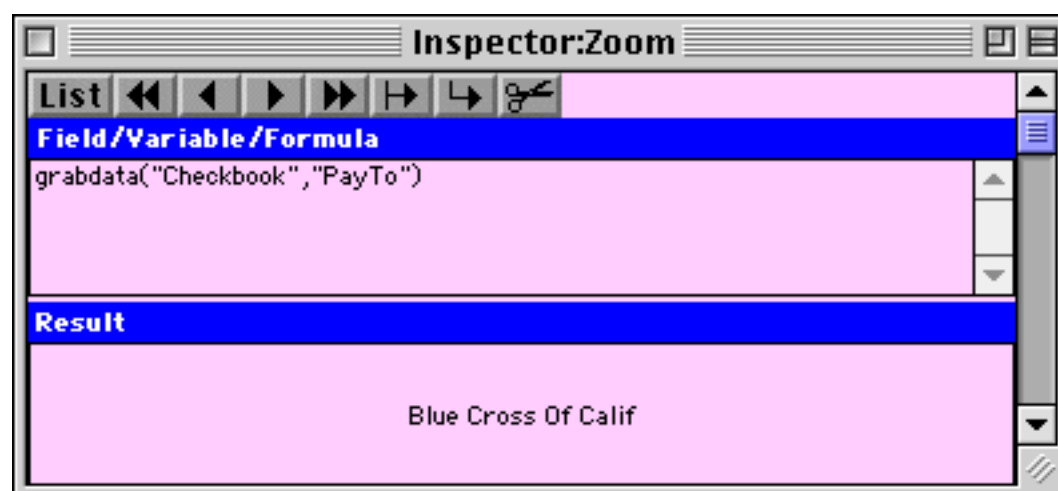 Inspector:Zoom
List
Field/Variable/Formula
grabdata("Checkbook","PayTo")
Result
Blue Cross Of Calif